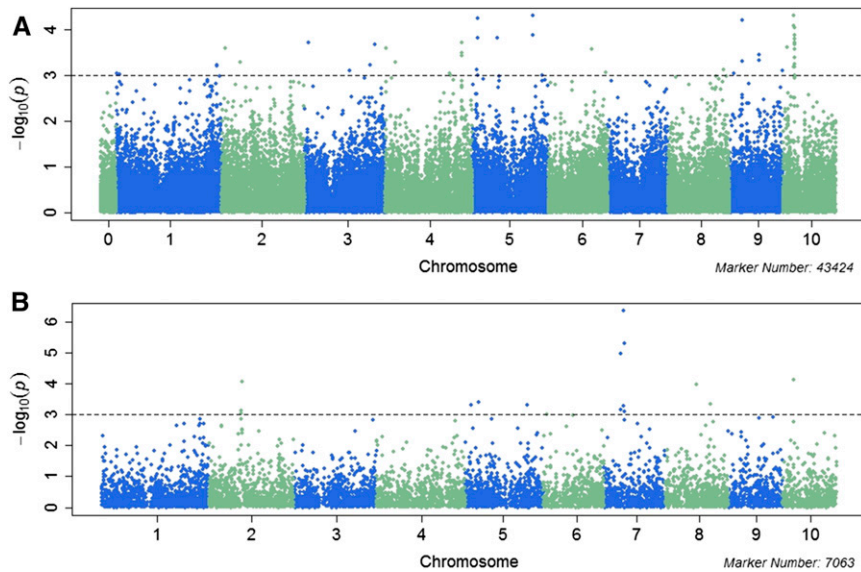 A
−log₁₀(p)
4
3
2
1
0
0 1 2 3 4 5 6 7 8 9 10
Chromosome
Marker Number: 43424
B
−log₁₀(p)
6
5
4
3
2
1
0
1 2 3 4 5 6 7 8 9 10
Chromosome
Marker Number: 7063